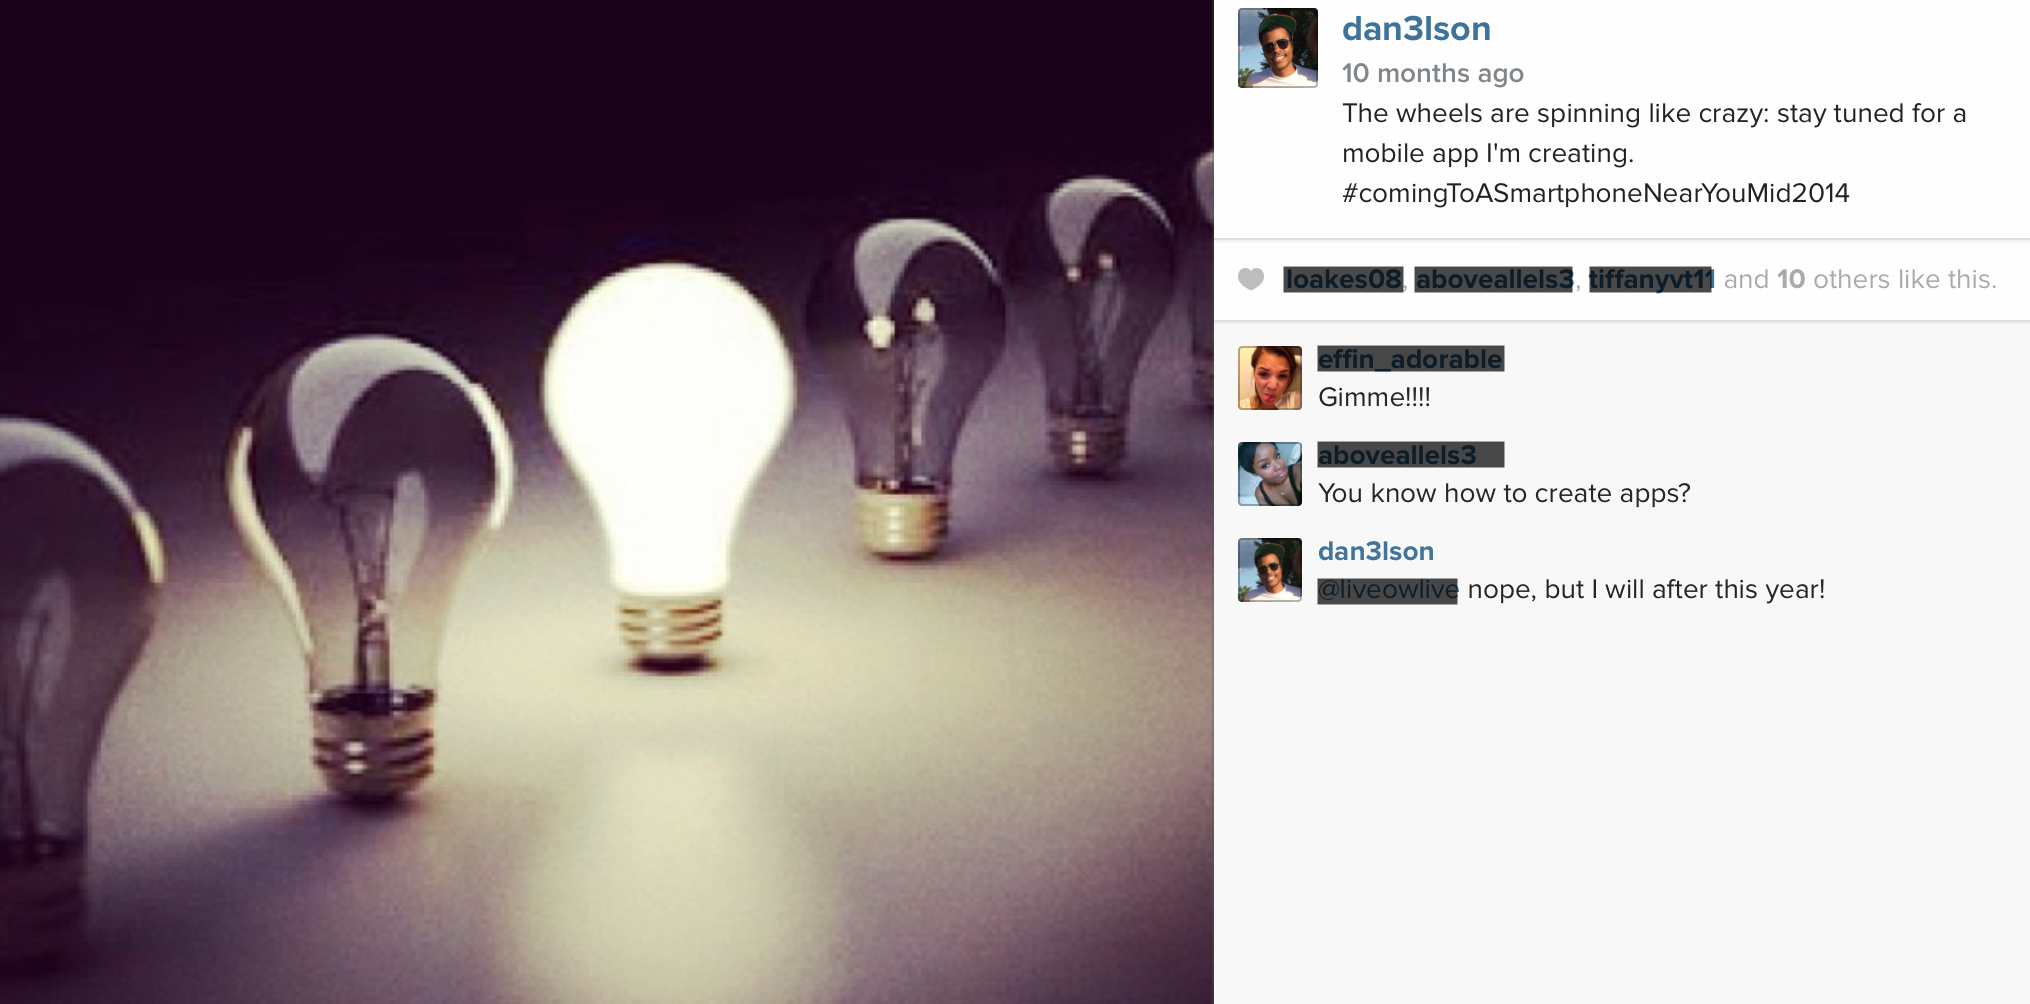 dan3lson
10 months ago
The wheels are spinning like crazy: stay tuned for a
mobile app I'm creating.
#comingToASmartphoneNearYouMid2014
loakes08, aboveallels3, tiffanyvt11 and 10 others like this.
effin_adorable
Gimme!!!!
aboveallels3
You know how to create apps?
dan3lson
@liveowlive nope, but I will after this year!